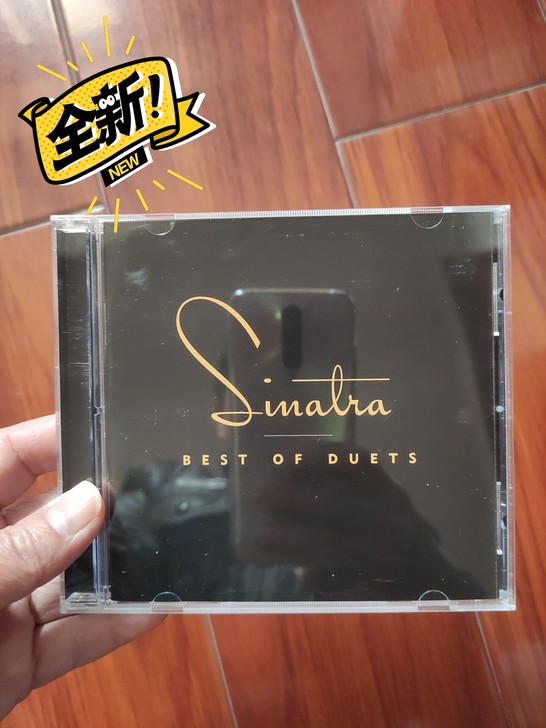 全新!
NEW
Sinatra
BEST OF DUETS